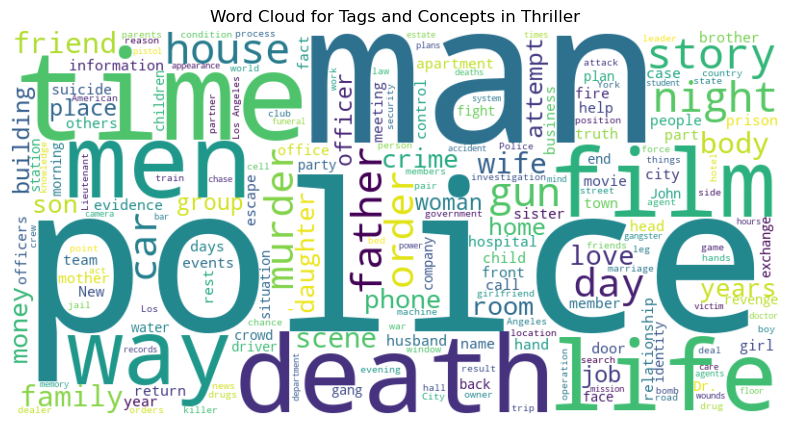 Word Cloud for Tags and Concepts in Thriller
parents
condition
process
friend
reason
pistol
appearance
world
house
fact
man
estate
plans
times
leader
brother
information
time
apartment
work
law
deaths
attack
story
suicide
American
children
partner
Los Angeles
club
funeral
officer
meeting
security
control
system
fight
attempt
business
fire
plan
York
student
case
country
state
place
others
building
help
position
truth
night
people
part
prison
station
morning
knowledge
Lieutenant
train
chase
cell
office
party
person
members
crime
Police
accident
wife
end
force
things
body
men
evidence
camera
bar
escape
murder
father
order
pair
investigation
mind
movie
city
hotel
street
agent
John
side
film
son
group
daughter
woman
government
sister
gun
town
hours
officers
crew
car
days
events
rest
situation
bed
power
company
hospital
home
child
front
call
girlfriend
love
friends
gangster
leg
marriage
head
game
hands
exchange
point
team
act
mother
New
jail
police
phone
machine
room
day
member
years
revenge
victim
doctor
money
Los
water
chance
crowd
driver
scene
war
husband
window
location
Angeles
name
hand
door
search
relationship
identity
deal
boy
girl
way
records
department
evening
result
back
owner
operation
job
mission
face
care
agents
bomb
road
Dr.
wounds
drug
floor
memory
return
news
drugs
family
year
dealer
orders
killer
death
gang
hall
City
trip
life